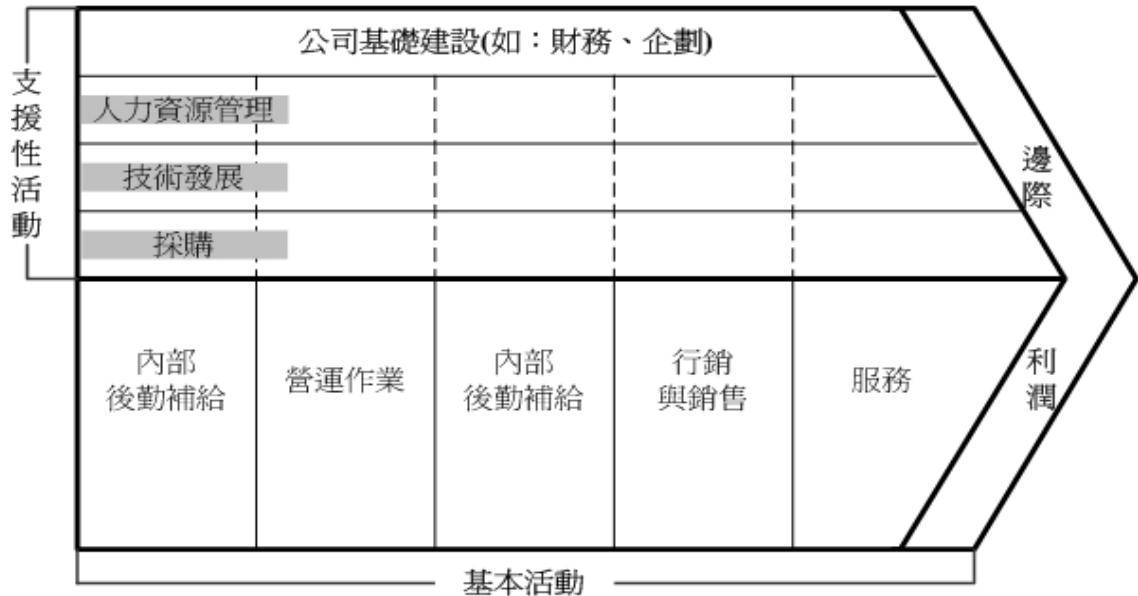 公司基礎建設(如：財務、企劃)
支援性活動
人力資源管理
技術發展
採購
邊際
利潤
內部
後勤補給
營運作業
內部
後勤補給
行銷
與銷售
服務
基本活動